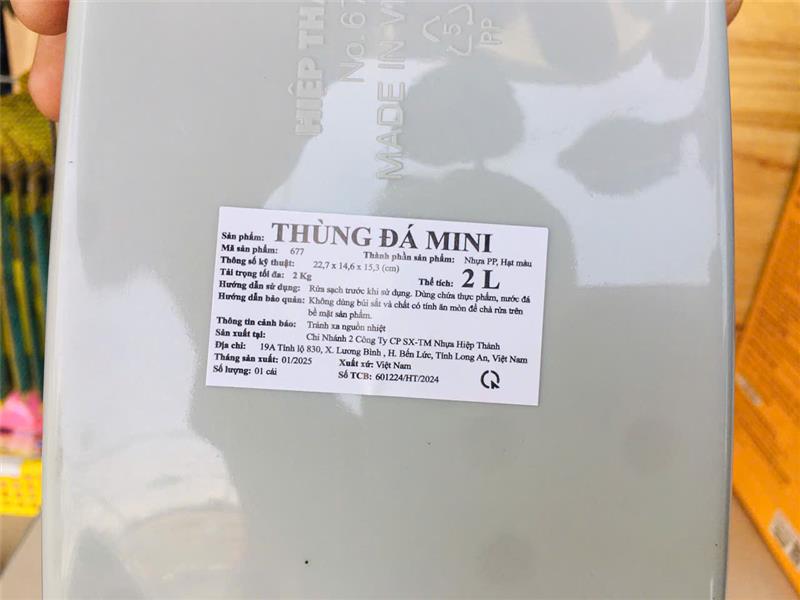 HIỆP THÀ
No.67
MADE IN VI
5
PP
Sản phẩm: THÙNG ĐÁ MINI
Mã sản phẩm: 677 Thành phần sản phẩm: Nhựa PP, Hạt màu
Thông số kỹ thuật: 22,7 x 14,6 x 15,3 (cm)
Tải trọng tối đa: 2 Kg Thể tích: 2 L
Hướng dẫn sử dụng: Rửa sạch trước khi sử dụng. Dùng chứa thực phẩm, nước đá
Hướng dẫn bảo quản: Không dùng búi sắt và chất có tính ăn mòn để chà rửa trên
bề mặt sản phẩm.
Thông tin cảnh báo: Tránh xa nguồn nhiệt
Sản xuất tại: Chi Nhánh 2 Công Ty CP SX-TM Nhựa Hiệp Thành
Địa chỉ: 19A Tỉnh lộ 830, X. Lương Bình , H. Bến Lức, Tỉnh Long An, Việt Nam
Tháng sản xuất: 01/2025 Xuất xứ: Việt Nam
Số lượng: 01 cái Số TCB: 601224/HT/2024